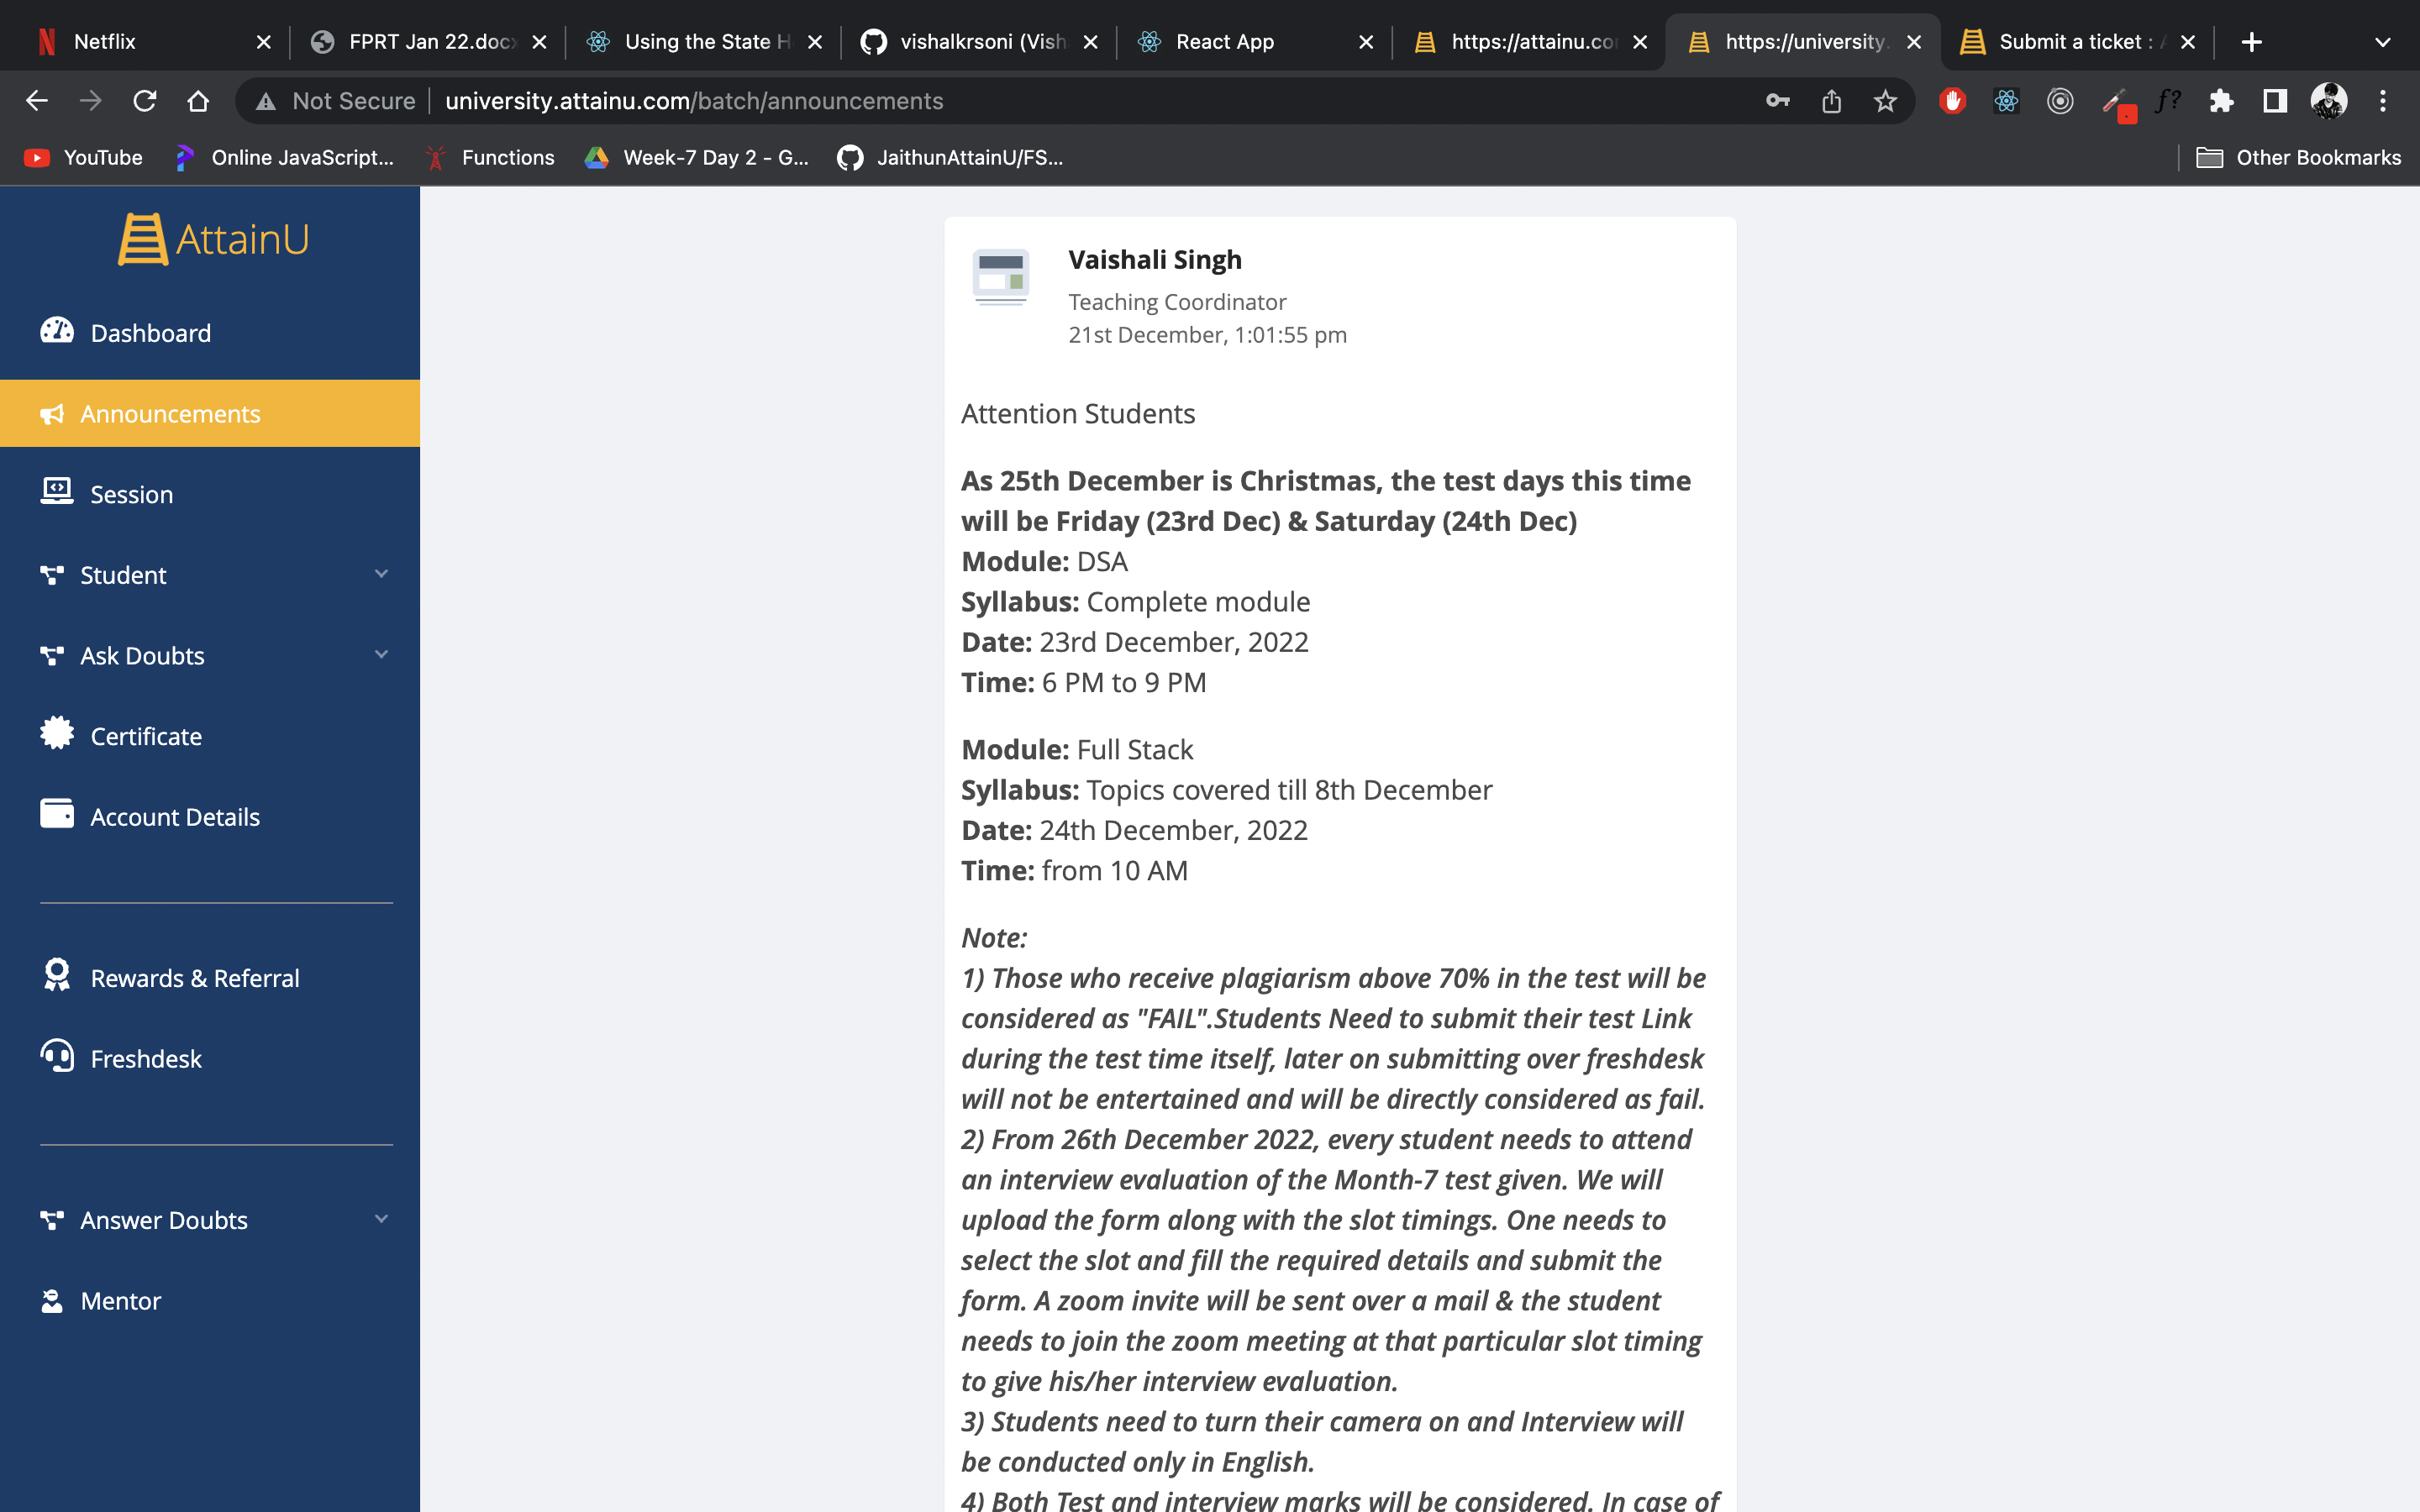 Netflix
FPRT Jan 22.docx
Using the State H
vishalkrsoni (Vish
React App
https://attainu.co
https://university.
Submit a ticket :
Not Secure
university.attainu.com/batch/announcements
YouTube
Online JavaScript...
Functions
Week-7 Day 2 - G...
JaithunAttainU/FS...
Other Bookmarks
AttainU
Dashboard
Announcements
Session
Student
Ask Doubts
Certificate
Account Details
Rewards & Referral
Freshdesk
Answer Doubts
Mentor
Vaishali Singh
Teaching Coordinator
21st December, 1:01:55 pm
Attention Students
As 25th December is Christmas, the test days this time
will be Friday (23rd Dec) & Saturday (24th Dec)
Module: DSA
Syllabus: Complete module
Date: 23rd December, 2022
Time: 6 PM to 9 PM
Module: Full Stack
Syllabus: Topics covered till 8th December
Date: 24th December, 2022
Time: from 10 AM
Note:
1) Those who receive plagiarism above 70% in the test will be
considered as "FAIL".Students Need to submit their test Link
during the test time itself, later on submitting over freshdesk
will not be entertained and will be directly considered as fail.
2) From 26th December 2022, every student needs to attend
an interview evaluation of the Month-7 test given. We will
upload the form along with the slot timings. One needs to
select the slot and fill the required details and submit the
form. A zoom invite will be sent over a mail & the student
needs to join the zoom meeting at that particular slot timing
to give his/her interview evaluation.
3) Students need to turn their camera on and Interview will
be conducted only in English.
4) Both Test and interview marks will be considered. In case of